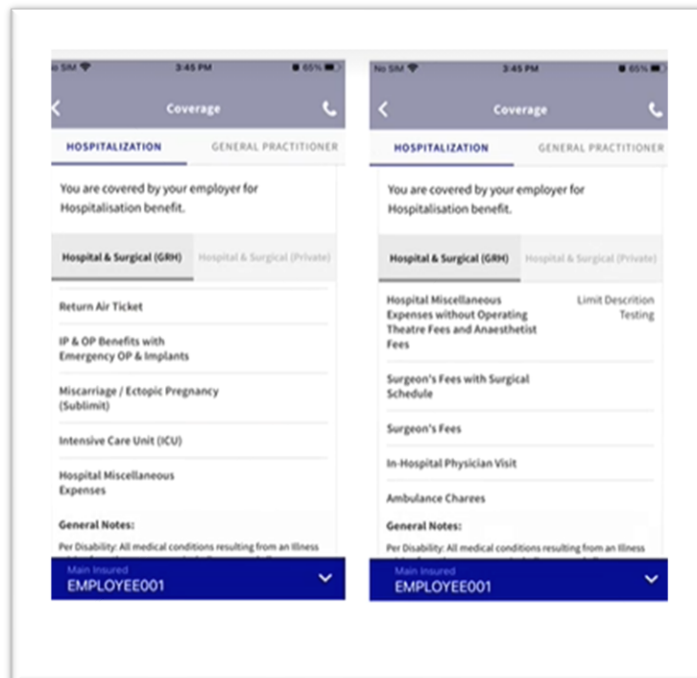 No SIM 3:45 PM 65%
Coverage
HOSPITALIZATION GENERAL PRACTITIONER
You are covered by your employer for
Hospitalisation benefit.
Hospital & Surgical (GRH) Hospital & Surgical (Private)
Return Air Ticket
IP & OP Benefits with
Emergency OP & Implants
Miscarriage / Ectopic Pregnancy
(Sublimit)
Intensive Care Unit (ICU)
Hospital Miscellaneous
Expenses
General Notes:
Per Disability: All medical conditions resulting from an Illness
Main Insured
EMPLOYEE001
No SIM 3:45 PM 65%
Coverage
HOSPITALIZATION GENERAL PRACTITIONER
You are covered by your employer for
Hospitalisation benefit.
Hospital & Surgical (GRH) Hospital & Surgical (Private)
Hospital Miscellaneous Limit Descrition
Expenses without Operating Testing
Theatre Fees and Anaesthetist
Fees
Surgeon's Fees with Surgical
Schedule
Surgeon's Fees
In-Hospital Physician Visit
Ambulance Charees
General Notes:
Per Disability: All medical conditions resulting from an Illness
Main Insured
EMPLOYEE001